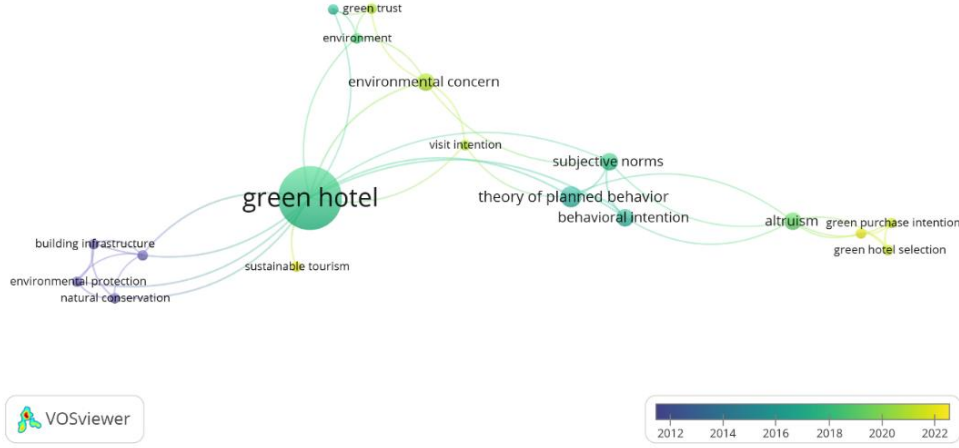 green trust
environment
environmental concern
visit intention
subjective norms
green hotel
theory of planned behavior
behavioral intention
altruism
green purchase intention
green hotel selection
building infrastructure
sustainable tourism
environmental protection
natural conservation
VOSviewer
2012 2014 2016 2018 2020 2022